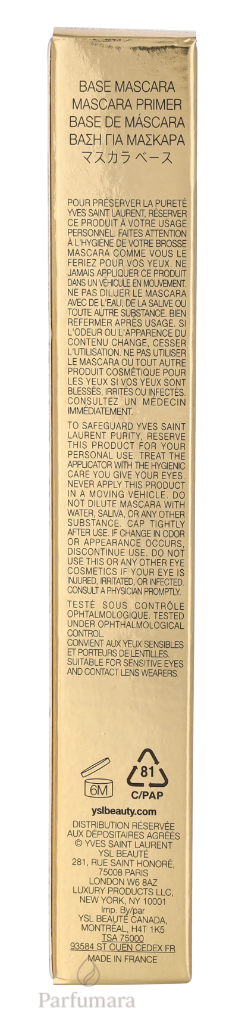 BASE MASCARA
MASCARA PRIMER
BASE DE MÁSCARA
ΒΑΣΗ ΓΙΑ ΜΑΣΚΑΡΑ
マスカラ ベース
POUR PRÉSERVER LA PURETÉ
YVES SAINT LAURENT, RÉSERVER
CE PRODUIT À VOTRE USAGE
PERSONNEL. FAITES ATTENTION
À L'HYGIÈNE DE VOTRE BROSSE
MASCARA COMME VOUS LE
FERIEZ POUR VOS YEUX. NE
JAMAIS APPLIQUER CE PRODUIT
DANS UN VÉHICULE EN MOUVEMENT.
NE PAS DILUER LE MASCARA
AVEC DE L'EAU, DE LA SALIVE OU
TOUTE AUTRE SUBSTANCE. BIEN
REFERMER APRÈS USAGE. SI
L'ODEUR OU L'APPARENCE DU
CONTENU CHANGE, CESSER
L'UTILISATION. NE PAS UTILISER
LE MASCARA OU TOUT AUTRE
PRODUIT COSMÉTIQUE POUR
LES YEUX SI VOS YEUX SONT
BLESSÉS, IRRITÉS OU INFECTÉS.
CONSULTEZ UN MÉDECIN
IMMÉDIATEMENT.
TO SAFEGUARD YVES SAINT
LAURENT PURITY, RESERVE
THIS PRODUCT FOR YOUR
PERSONAL USE. TREAT THE
APPLICATOR WITH THE HYGIENIC
CARE YOU GIVE YOUR EYES.
NEVER APPLY THIS PRODUCT
IN A MOVING VEHICLE. DO
NOT DILUTE MASCARA WITH
WATER, SALIVA, OR ANY OTHER
SUBSTANCE. CAP TIGHTLY
AFTER USE. IF CHANGE IN ODOR
OR APPEARANCE OCCURS,
DISCONTINUE USE. DO NOT
USE THIS OR ANY OTHER EYE
COSMETICS IF YOUR EYE IS
INJURED, IRRITATED, OR INFECTED.
CONSULT A PHYSICIAN PROMPTLY.
TESTÉ SOUS CONTRÔLE
OPHTALMOLOGIQUE. TESTED
UNDER OPHTHALMOLOGICAL
CONTROL.
CONVIENT AUX YEUX SENSIBLES
ET PORTEURS DE LENTILLES.
SUITABLE FOR SENSITIVE EYES
AND CONTACT LENS WEARERS.
6M
81
C/PAP
yslbeauty.com
DISTRIBUTION RÉSERVÉE
AUX DÉPOSITAIRES AGRÉÉS
© YVES SAINT LAURENT
YSL BEAUTÉ
281, RUE SAINT HONORÉ,
75008 PARIS
LONDON W6 8AZ
LUXURY PRODUCTS LLC,
NEW YORK, NY 10001
Imp. By/par
YSL BEAUTÉ CANADA,
MONTREAL, H4T 1K5
TSA 75000
93584 ST OUEN CEDEX FR
MADE IN FRANCE
Parfumara